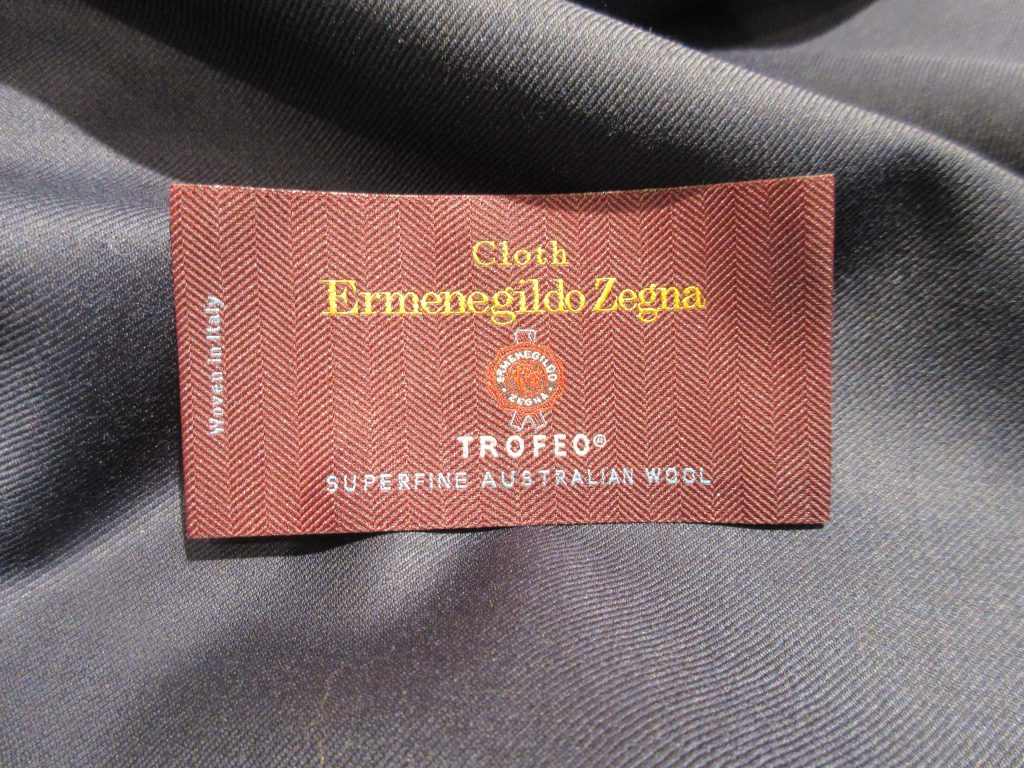 Cloth
Ermenegildo Zegna
ERMENEGILDO
ZEGNA
TROFEO®
SUPERFINE AUSTRALIAN WOOL
Woven in Italy